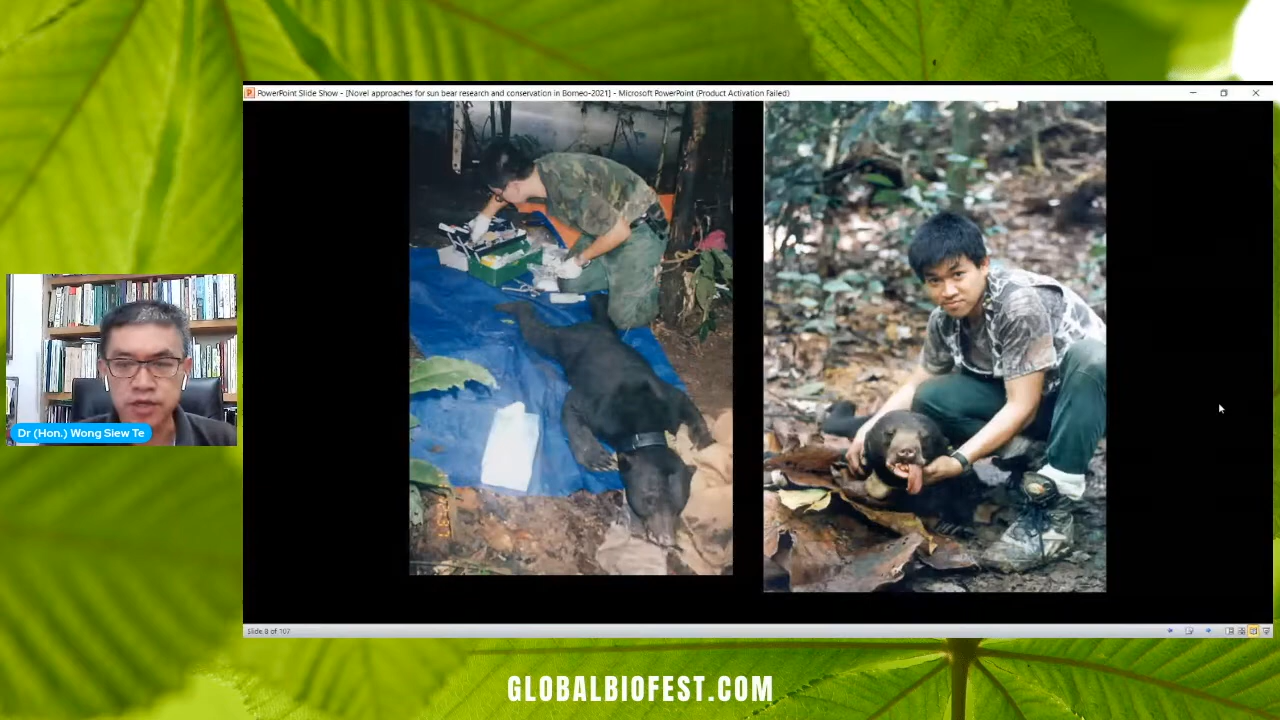 PowerPoint Slide Show - [Novel approaches for sun bear research and conservation in Borneo-2021] - Microsoft PowerPoint (Product Activation Failed)
Dr (Hon.) Wong Siew Te
Slide 8 of 107
GLOBALBIOFEST.COM